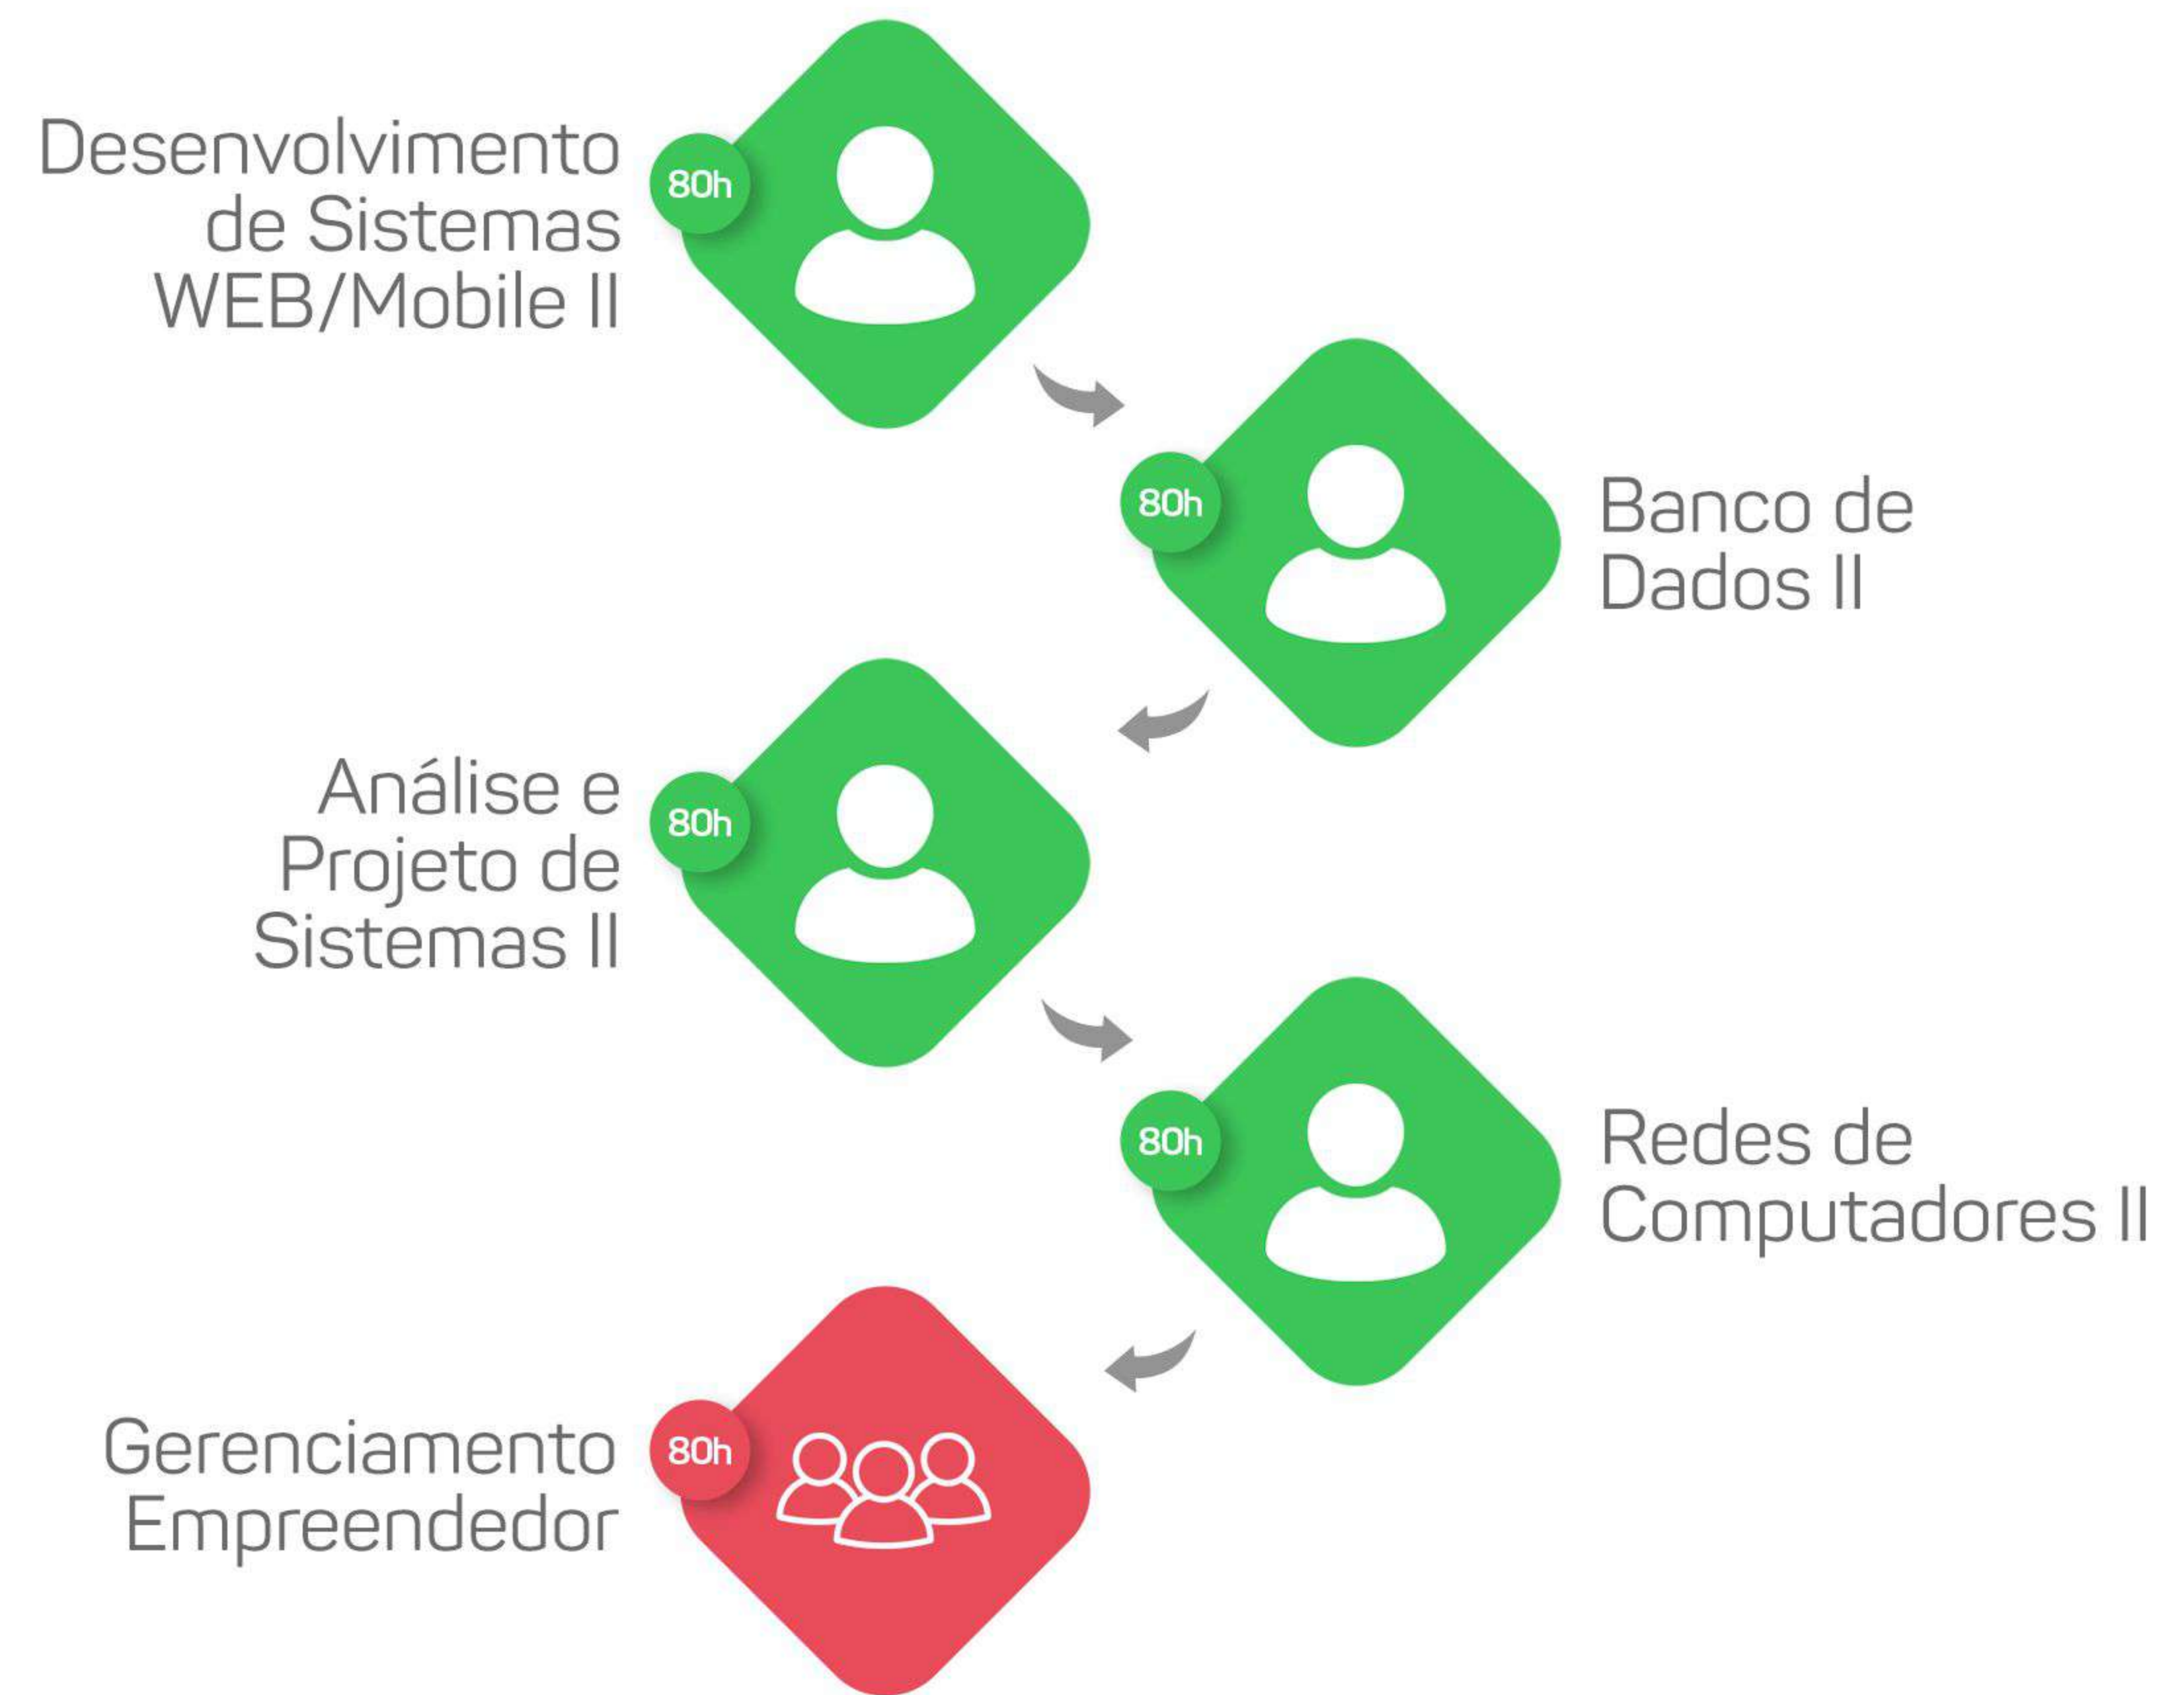 Desenvolvimento
de Sistemas
WEB/Mobile II
80h
80h
Banco de
Dados II
Análise e
Projeto de
Sistemas II
80h
80h
Redes de
Computadores II
Gerenciamento
Empreendedor
80h